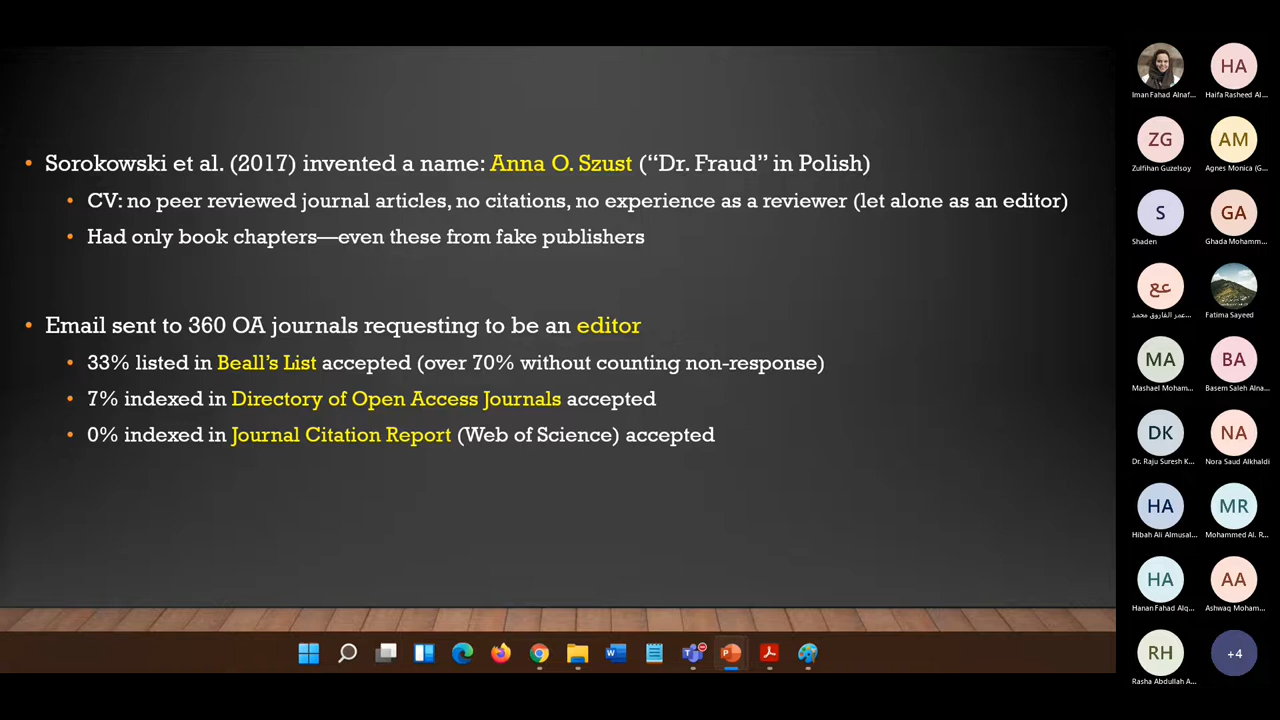 Sorokowski et al. (2017) invented a name: Anna O. Szust (“Dr. Fraud” in Polish)
CV: no peer reviewed journal articles, no citations, no experience as a reviewer (let alone as an editor)
Had only book chapters—even these from fake publishers
Email sent to 360 OA journals requesting to be an editor
33% listed in Beall’s List accepted (over 70% without counting non-response)
7% indexed in Directory of Open Access Journals accepted
0% indexed in Journal Citation Report (Web of Science) accepted
Iman Fahad Alnaf...
HA
Haifa Rasheed Al...
ZG
Zulfihan Guzelsoy
AM
Agnes Monica (G...
S
Shaden
GA
Ghada Mohamm...
عع
عمر الفاروق محمد...
Fatima Sayeed
MA
Mashael Moham...
BA
Basem Saleh Alna...
DK
Dr. Raju Suresh K...
NA
Nora Saud Alkhaldi
HA
Hibah Ali Almusal...
MR
Mohammed Al. R...
HA
Hanan Fahad Alq...
AA
Ashwaq Moham...
RH
Rasha Abdullah A...
+4